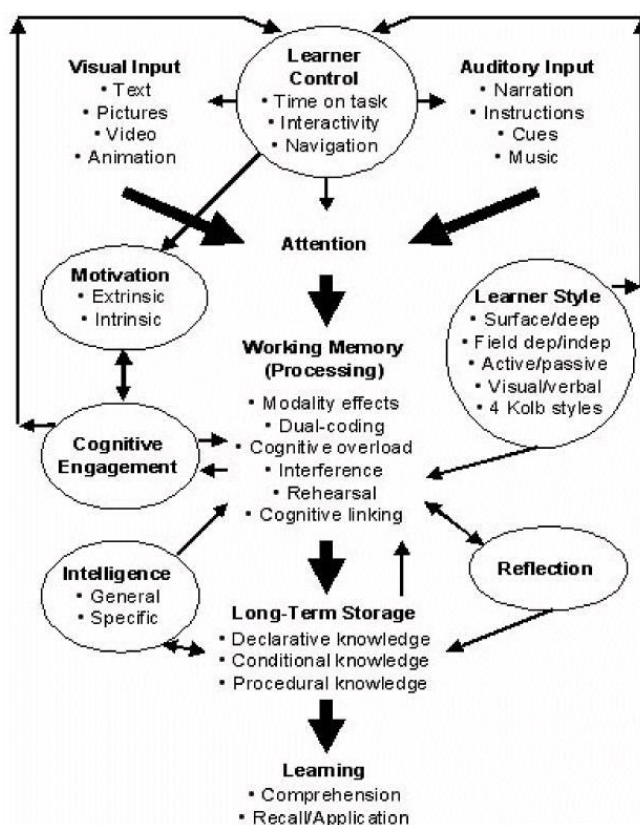 Learner
Control
• Time on task
• Interactivity
• Navigation
Visual Input
• Text
• Pictures
• Video
• Animation
Auditory Input
• Narration
• Instructions
• Cues
• Music
Attention
Motivation
• Extrinsic
• Intrinsic
Learner Style
• Surface/deep
• Field dep/indep
• Active/passive
• Visual/verbal
• 4 Kolb styles
Working Memory
(Processing)
• Modality effects
• Dual-coding
• Cognitive overload
• Interference
• Rehearsal
• Cognitive linking
Cognitive
Engagement
Intelligence
• General
• Specific
Reflection
Long-Term Storage
• Declarative knowledge
• Conditional knowledge
• Procedural knowledge
Learning
• Comprehension
• Recall/Application